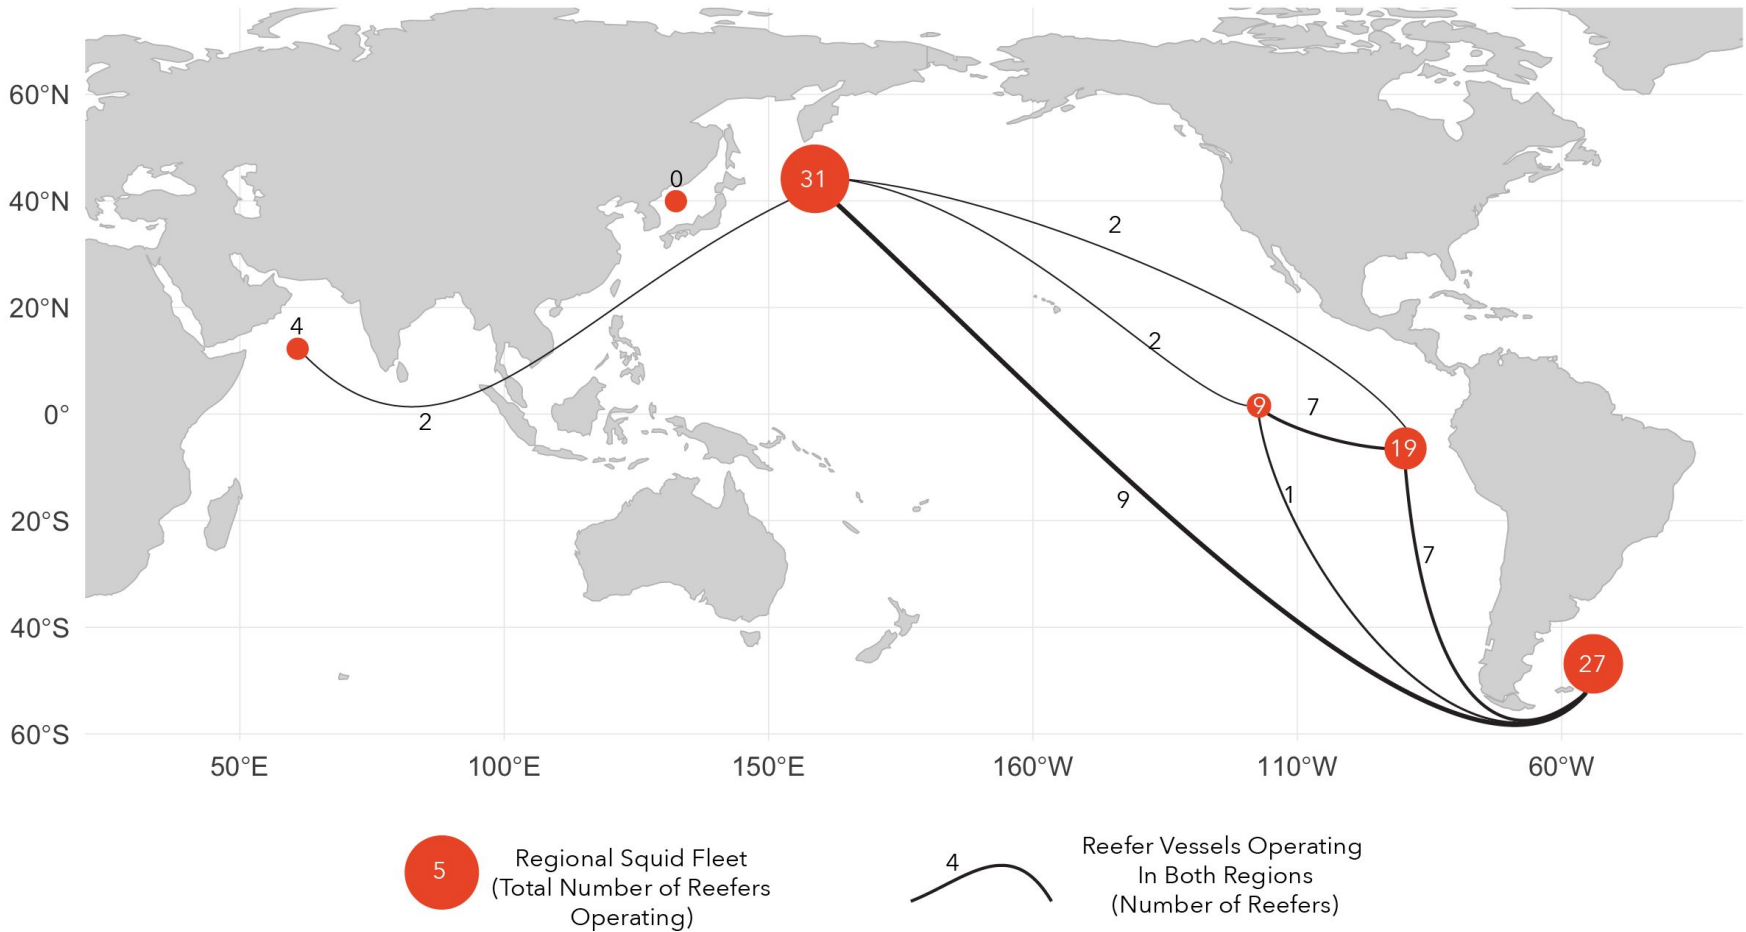 60°N
40°N
20°N
0°
20°S
40°S
60°S
50°E
100°E
150°E
160°W
110°W
60°W
0
31
2
4
2
2
9
7
19
1
9
7
27
5
Regional Squid Fleet
(Total Number of Reefers
Operating)
4
Reefer Vessels Operating
In Both Regions
(Number of Reefers)